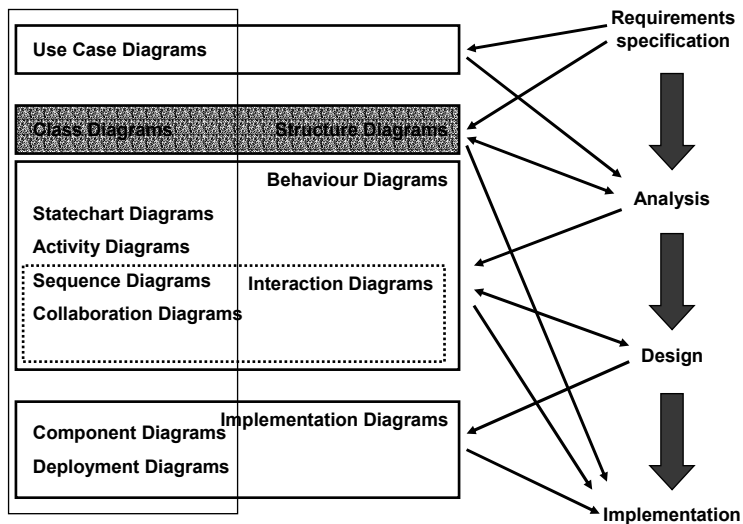 Requirements
specification
Use Case Diagrams
Class Diagrams Structure Diagrams
Behaviour Diagrams
Analysis
Statechart Diagrams
Activity Diagrams
Sequence Diagrams Interaction Diagrams
Collaboration Diagrams
Design
Implementation Diagrams
Component Diagrams
Deployment Diagrams
Implementation